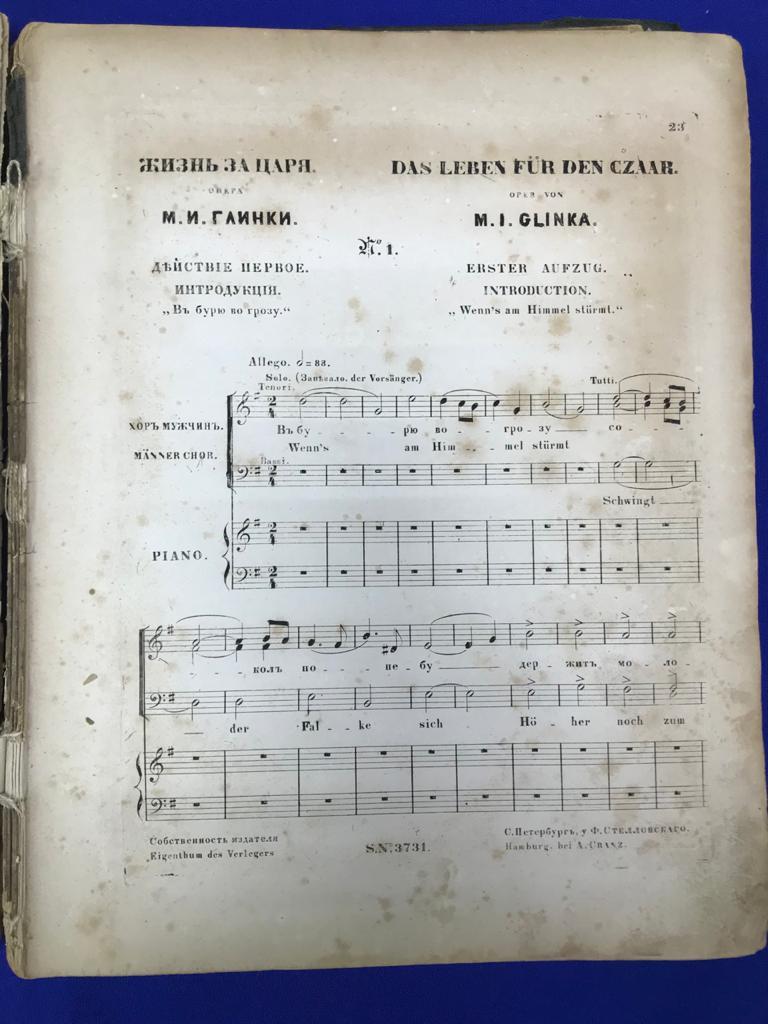 23
ЖИЗНЬ ЗА ЦАРЯ. DAS LEBEN FÜR DEN CZAAR.
ОПЕРА OPER VON
М. И. ГЛИНКИ. M. I. GLINKA.
№ 1.
ДѢЙСТВІЕ ПЕРВОЕ. ERSTER AUFZUG.
ИНТРОДУКЦІЯ. INTRODUCTION.
„Въ бурю во грозу.“ „Wenn's am Himmel stürmt.“
Allego. 𝅗𝅥 = 88.
Solo. (Запѣвало. der Vorsänger.) Tutti.
Tenori.
ХОРЪ МУЖЧИНЪ.
MÄNNER CHOR.
Въ бу - - - рю во - - гро - зу со - - -
Wenn's am Him - - - mel stürmt
Bassi.
Schwingt
PIANO.
колъ по - - - не - бу дер - житъ, мо - ло -
der Fal - - ke sich Hö - her noch zum
Собственность издателя С. Петербургъ, у Ф. СТЕЛЛОВСКАГО.
Eigenthum des Verlegers S.N. 3731. Hamburg, bei A. CRANZ.